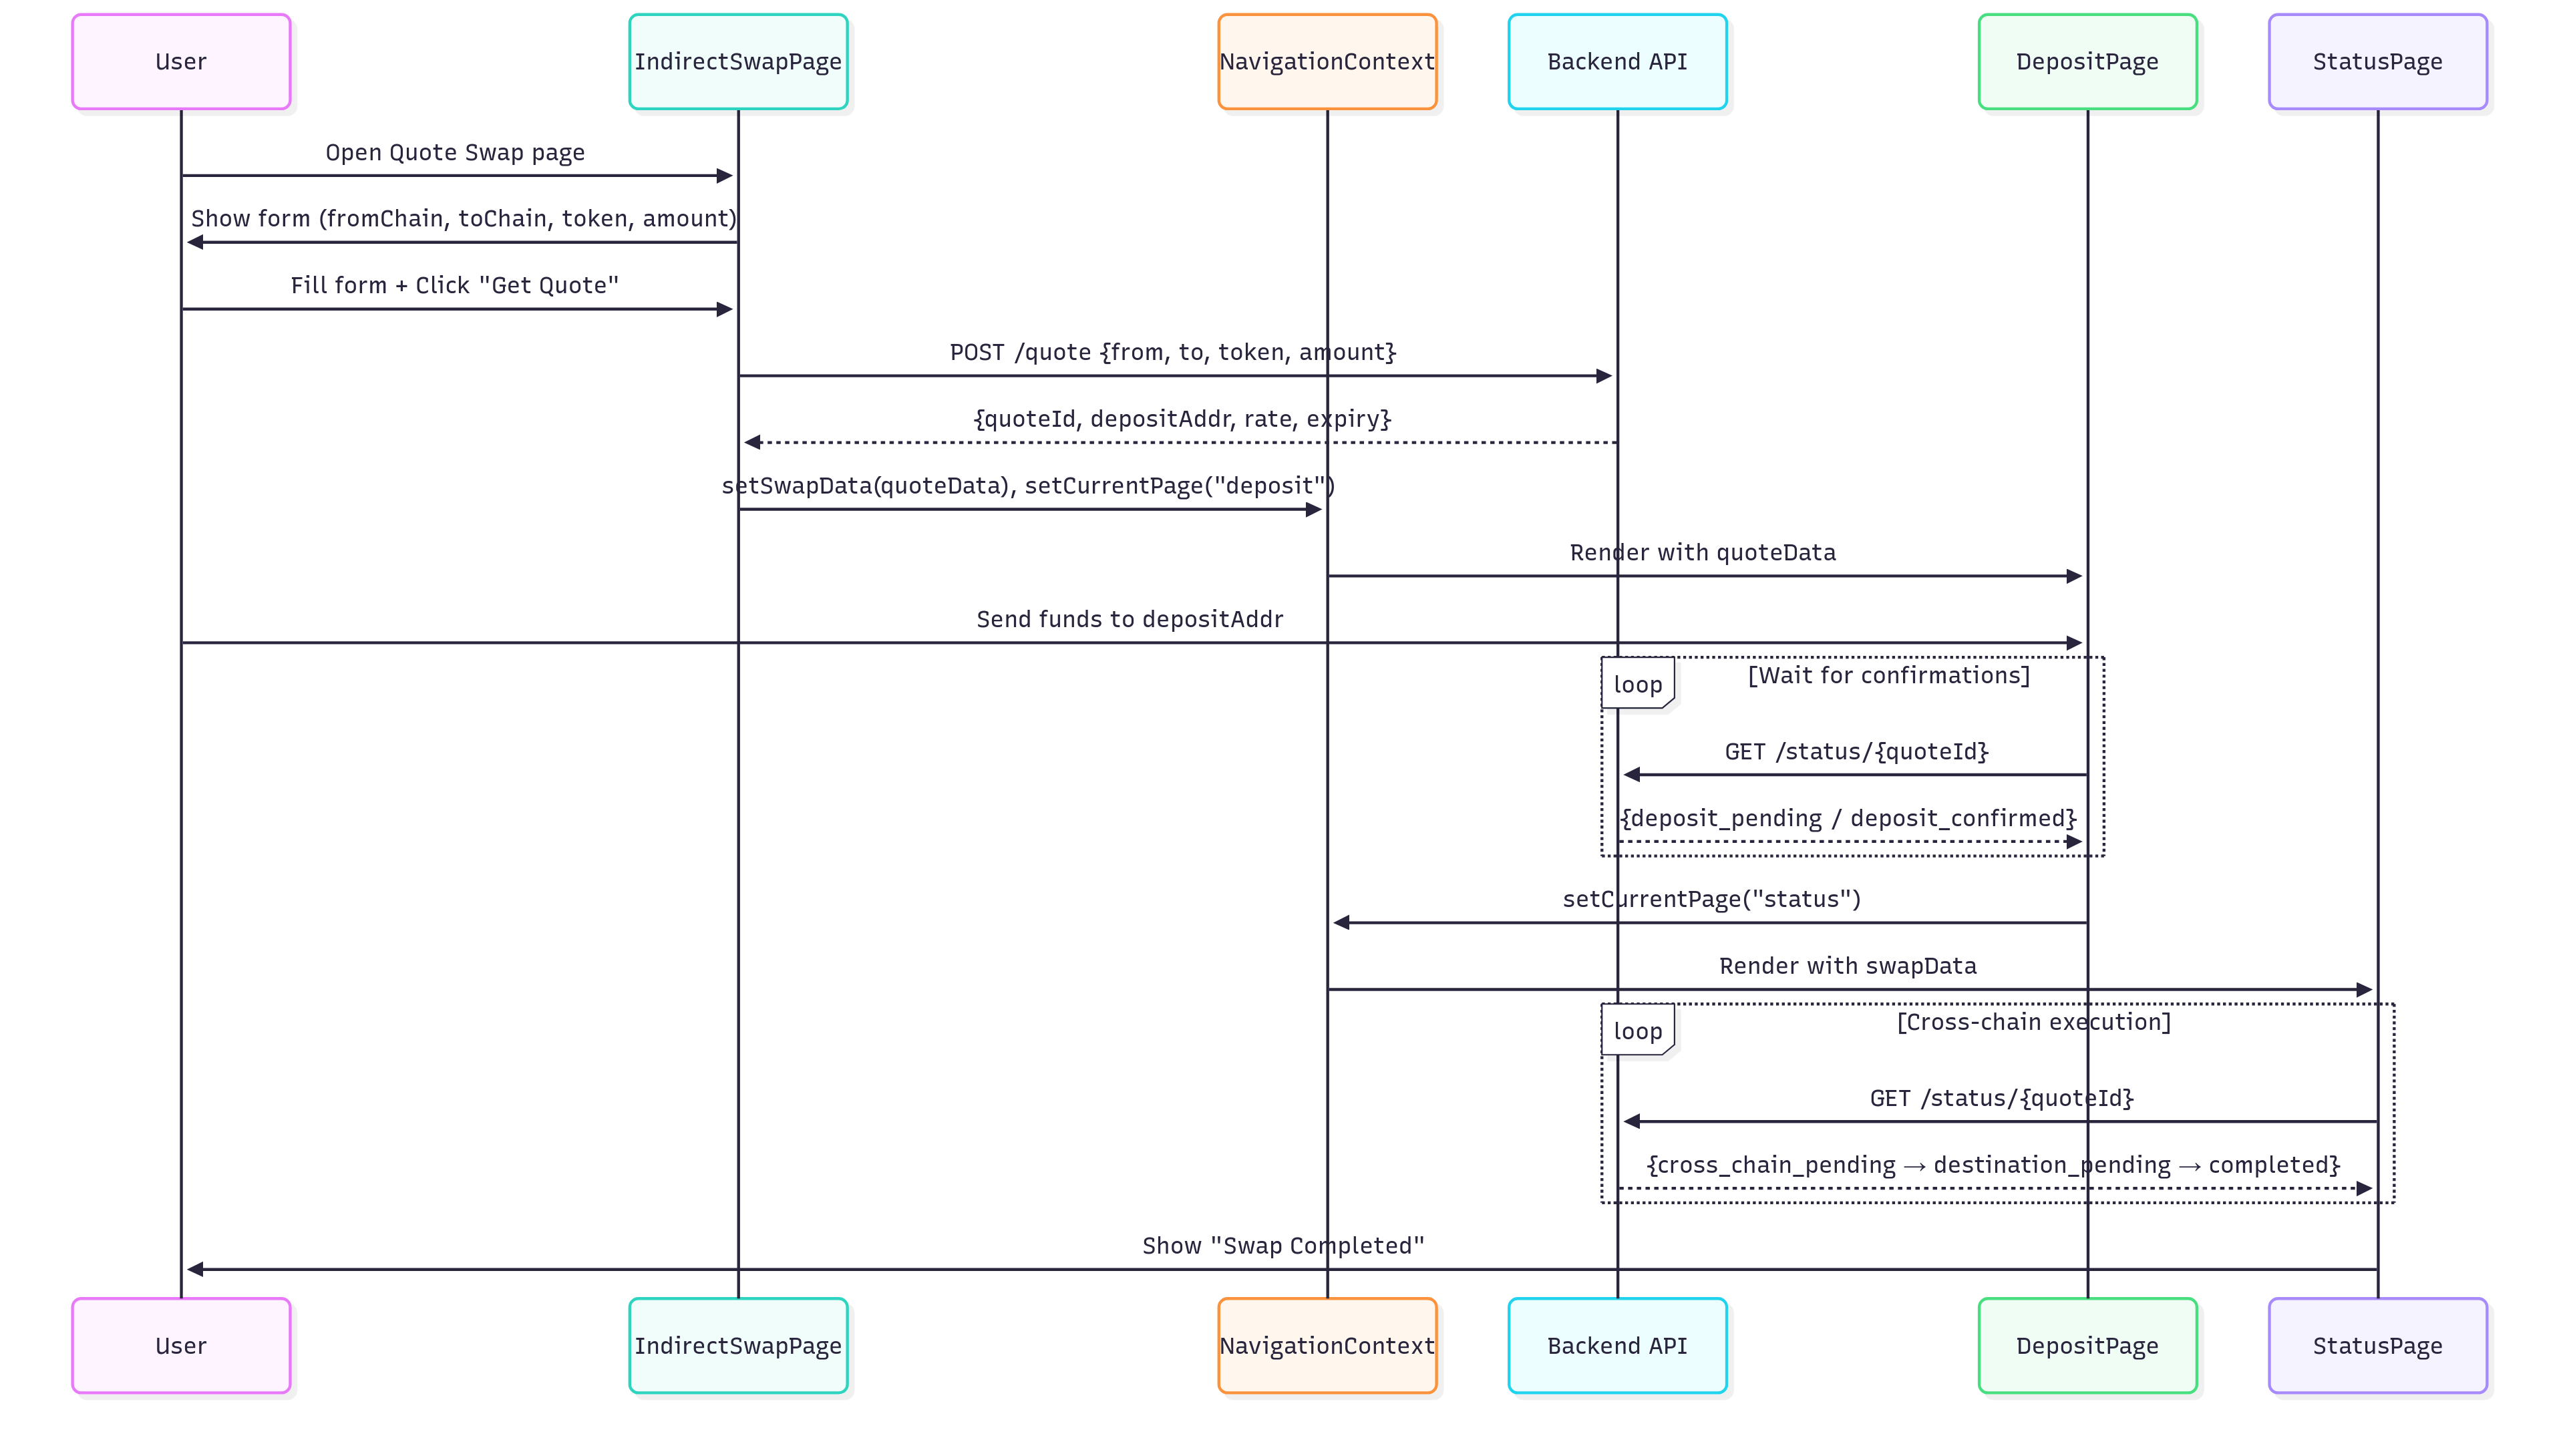 User
IndirectSwapPage
NavigationContext
Backend API
DepositPage
StatusPage
Open Quote Swap page
Show form (fromChain, toChain, token, amount)
Fill form + Click "Get Quote"
POST /quote {from, to, token, amount}
{quoteId, depositAddr, rate, expiry}
setSwapData(quoteData), setCurrentPage("deposit")
Render with quoteData
Send funds to depositAddr
loop
[Wait for confirmations]
GET /status/{quoteId}
{deposit_pending / deposit_confirmed}
setCurrentPage("status")
Render with swapData
loop
[Cross-chain execution]
GET /status/{quoteId}
{cross_chain_pending → destination_pending → completed}
Show "Swap Completed"
User
IndirectSwapPage
NavigationContext
Backend API
DepositPage
StatusPage